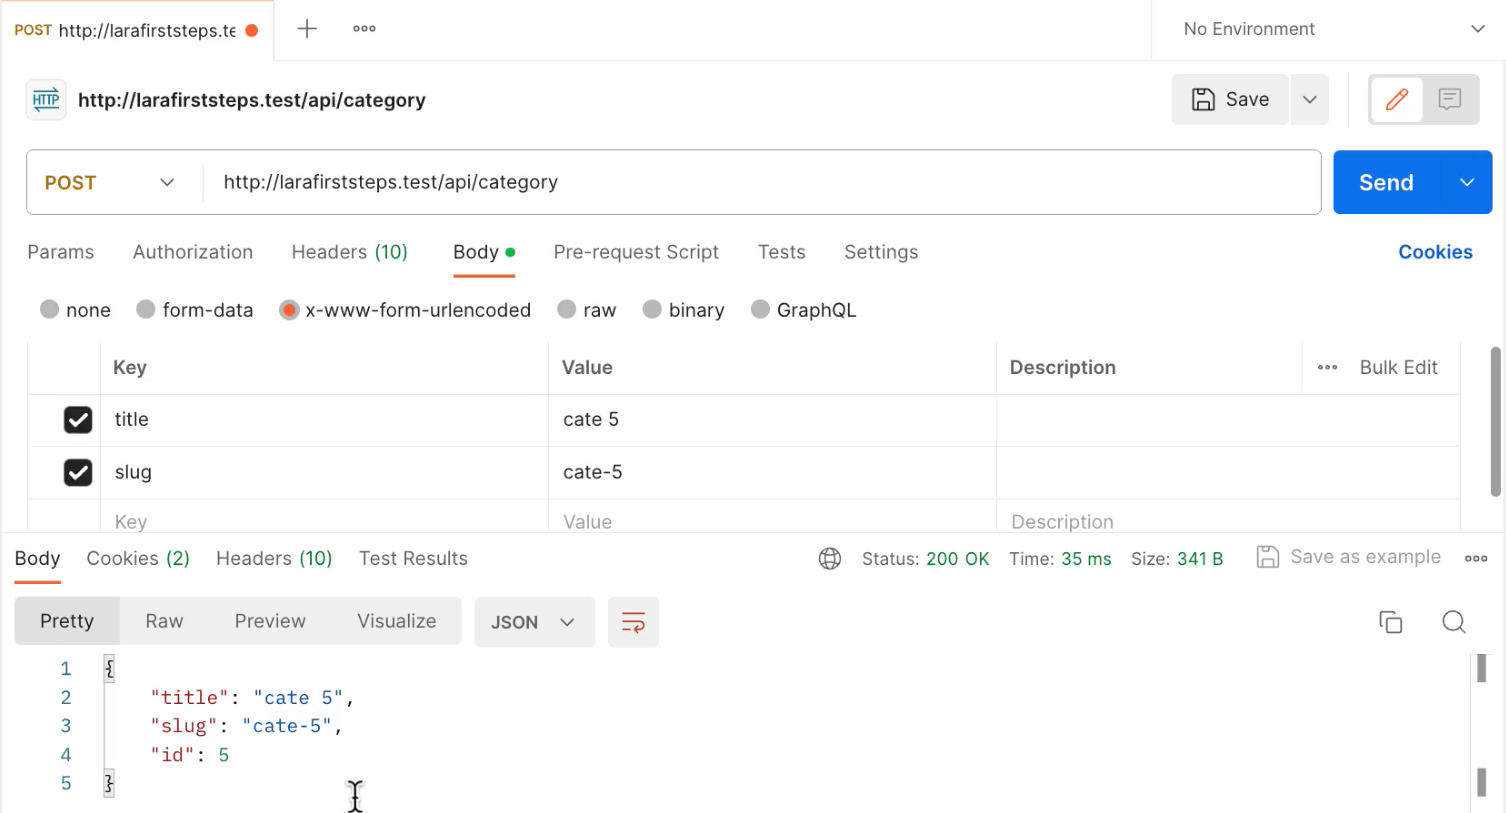 POST http://larafirststeps.te
No Environment
HTTP http://larafirststeps.test/api/category
Save
POST http://larafirststeps.test/api/category
Send
Params Authorization Headers (10) Body Pre-request Script Tests Settings Cookies
none form-data x-www-form-urlencoded raw binary GraphQL
Key Value Description Bulk Edit
title cate 5
slug cate-5
Key Value Description
Body Cookies (2) Headers (10) Test Results Status: 200 OK Time: 35 ms Size: 341 B Save as example
Pretty Raw Preview Visualize JSON
1 {
2 "title": "cate 5",
3 "slug": "cate-5",
4 "id": 5
5 }